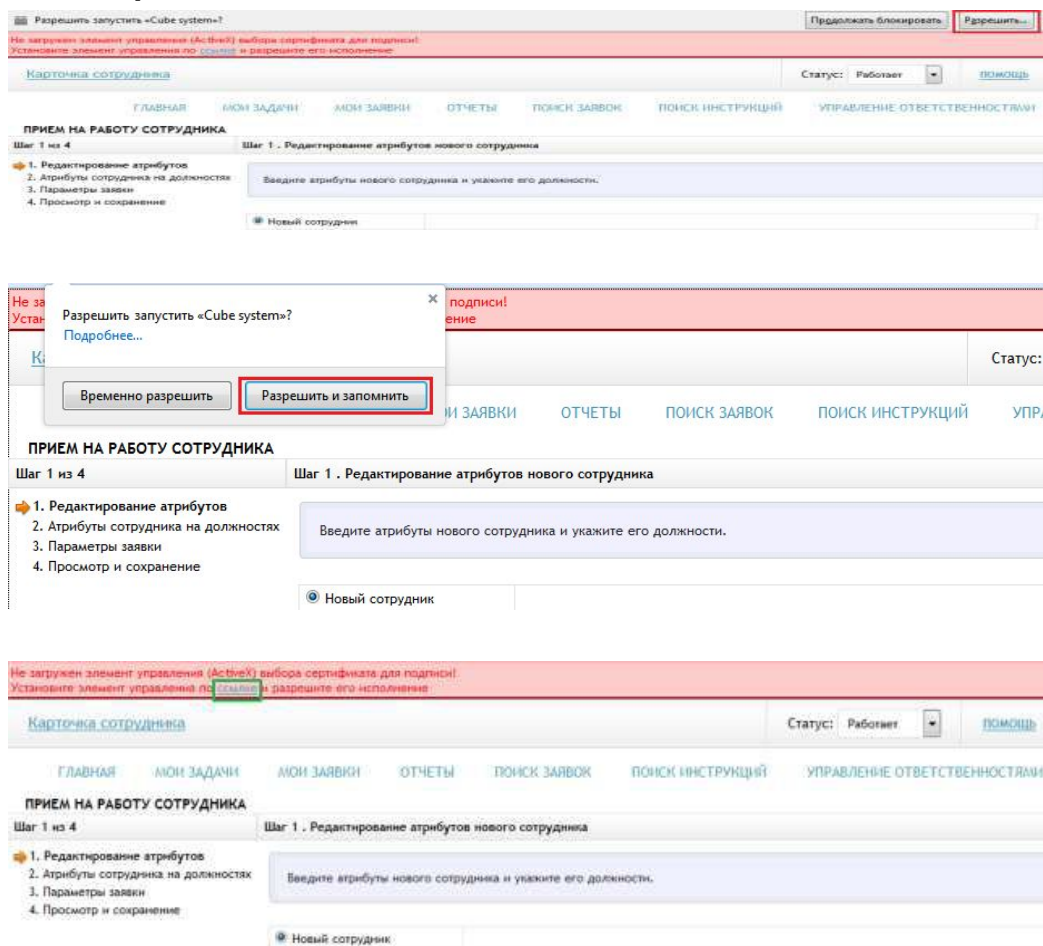 Разрешить запустить «Cube system»? Продолжать блокировать Разрешить...
Не загружен элемент управления (ActiveX) выбора сертификата для подписи!
Установите элемент управления по ссылке и разрешите его исполнение
Карточка сотрудника Статус: Работает помощь
ГЛАВНАЯ МОИ ЗАДАЧИ МОИ ЗАЯВКИ ОТЧЕТЫ ПОИСК ЗАЯВОК ПОИСК ИНСТРУКЦИЙ УПРАВЛЕНИЕ ОТВЕТСТВЕННОСТЯМИ
ПРИЕМ НА РАБОТУ СОТРУДНИКА
Шаг 1 из 4 Шаг 1 . Редактирование атрибутов нового сотрудника
1. Редактирование атрибутов
2. Атрибуты сотрудника на должностях
3. Параметры заявки
4. Просмотр и сохранение
Введите атрибуты нового сотрудника и укажите его должности.
Новый сотрудник
Не за подписи!
Устан ение
Разрешить запустить «Cube system»?
Подробнее...
Ка Статус:
Временно разрешить Разрешить и запомнить
И ЗАЯВКИ ОТЧЕТЫ ПОИСК ЗАЯВОК ПОИСК ИНСТРУКЦИЙ УПРА
ПРИЕМ НА РАБОТУ СОТРУДНИКА
Шаг 1 из 4 Шаг 1 . Редактирование атрибутов нового сотрудника
1. Редактирование атрибутов
2. Атрибуты сотрудника на должностях
3. Параметры заявки
4. Просмотр и сохранение
Введите атрибуты нового сотрудника и укажите его должности.
Новый сотрудник
Не загружен элемент управления (ActiveX) выбора сертификата для подписи!
Установите элемент управления по ссылке и разрешите его исполнение
Карточка сотрудника Статус: Работает помощь
ГЛАВНАЯ МОИ ЗАДАЧИ МОИ ЗАЯВКИ ОТЧЕТЫ ПОИСК ЗАЯВОК ПОИСК ИНСТРУКЦИЙ УПРАВЛЕНИЕ ОТВЕТСТВЕННОСТЯМИ
ПРИЕМ НА РАБОТУ СОТРУДНИКА
Шаг 1 из 4 Шаг 1 . Редактирование атрибутов нового сотрудника
1. Редактирование атрибутов
2. Атрибуты сотрудника на должностях
3. Параметры заявки
4. Просмотр и сохранение
Введите атрибуты нового сотрудника и укажите его должности.
Новый сотрудник